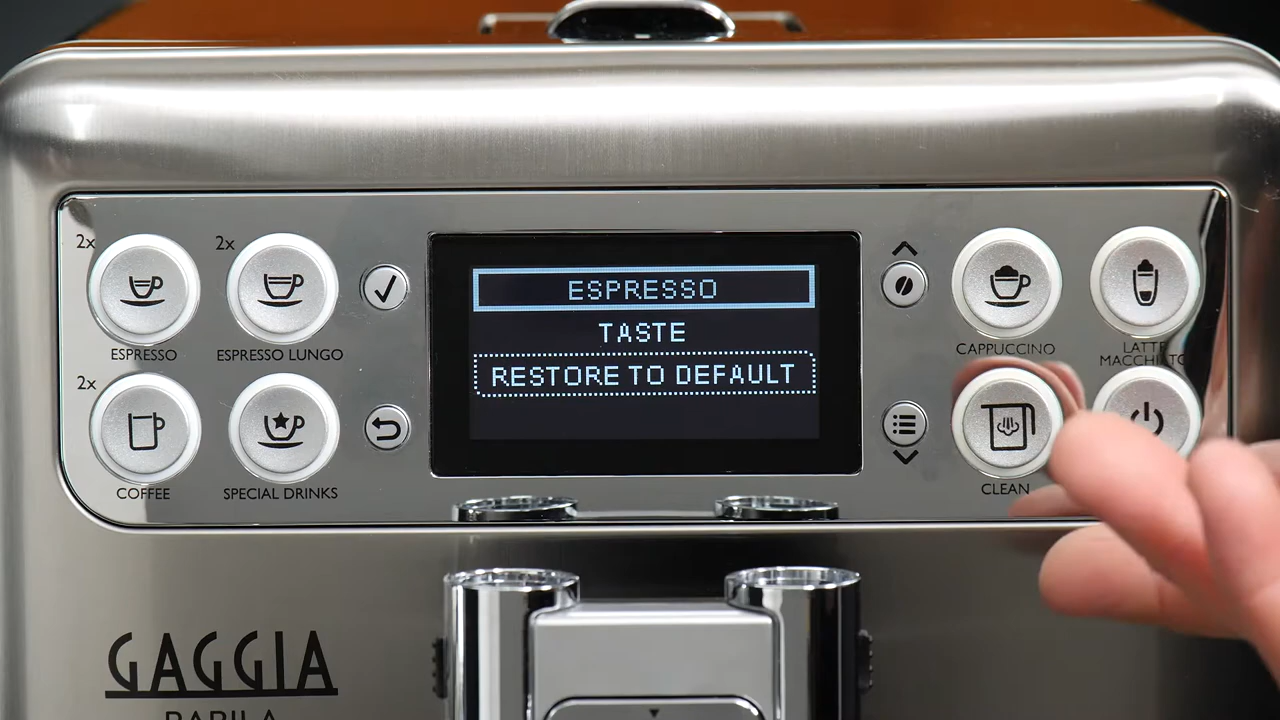 2x
2x
ESPRESSO
ESPRESSO LUNGO
2x
COFFEE
SPECIAL DRINKS
ESPRESSO
TASTE
RESTORE TO DEFAULT
CAPPUCCINO
LATTE
MACCHIATO
CLEAN
GAGGIA
BABILA